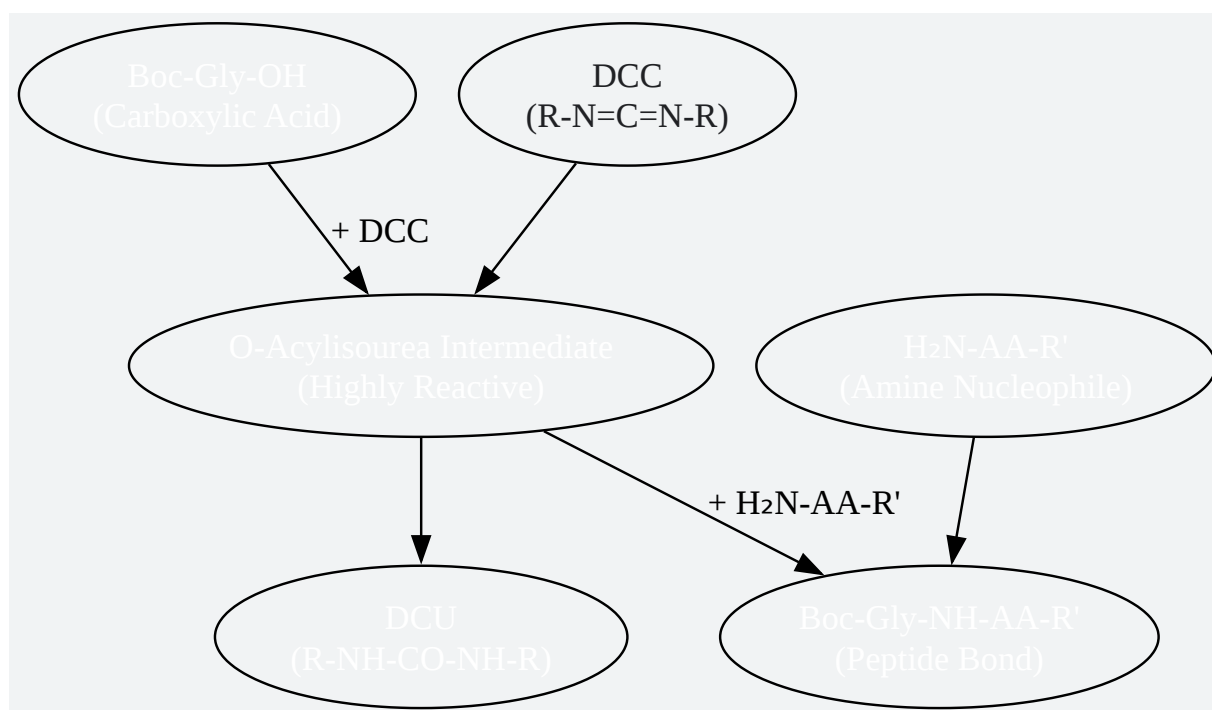 Boc-Gly-OH
(Carboxylic Acid)
DCC
(R-N=C=N-R)
+ DCC
O-Acylisourea Intermediate
(Highly Reactive)
H₂N-AA-R'
(Amine Nucleophile)
+ H₂N-AA-R'
DCU
(R-NH-CO-NH-R)
Boc-Gly-NH-AA-R'
(Peptide Bond)